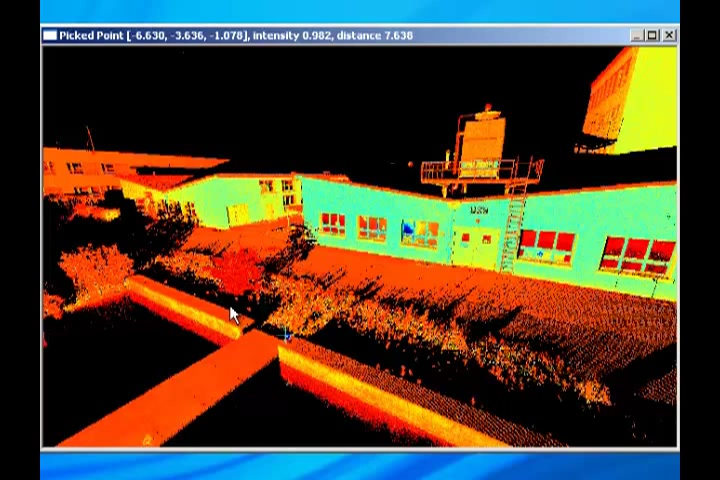 Picked Point [-6.630, -3.636, -1.078], intensity 0.982, distance 7.638